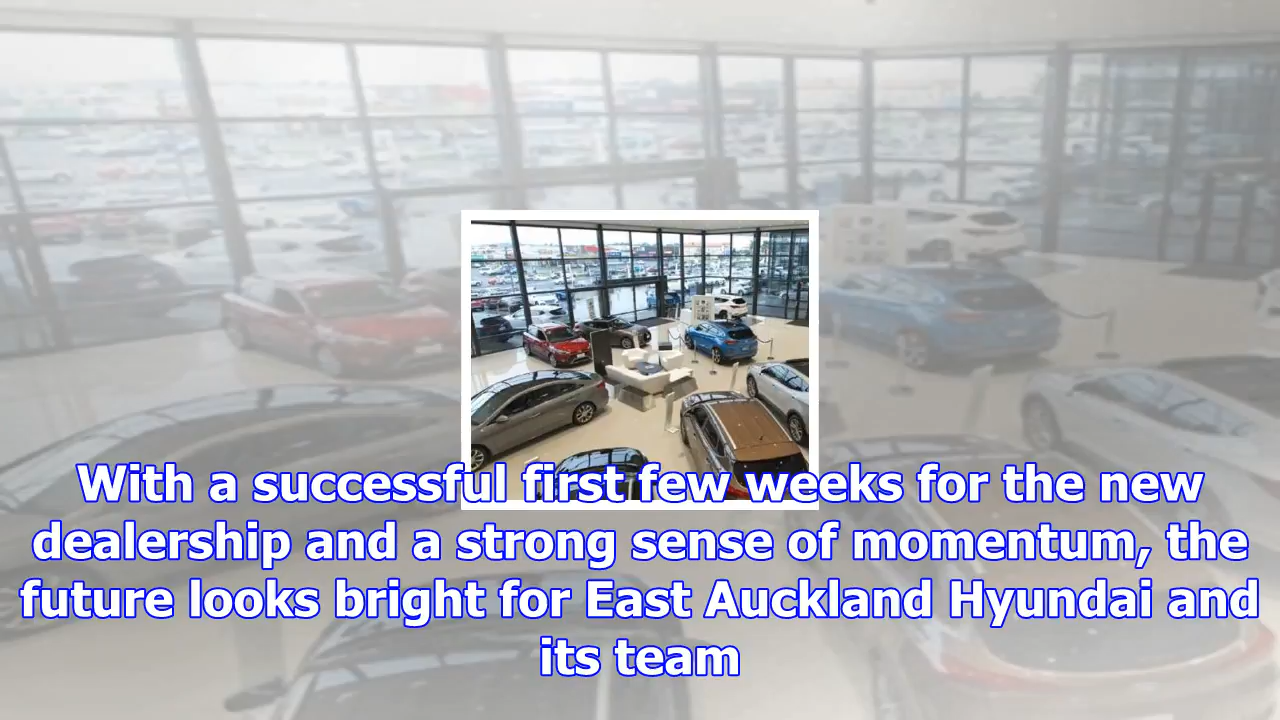 With a successful first few weeks for the new
dealership and a strong sense of momentum, the
future looks bright for East Auckland Hyundai and
its team